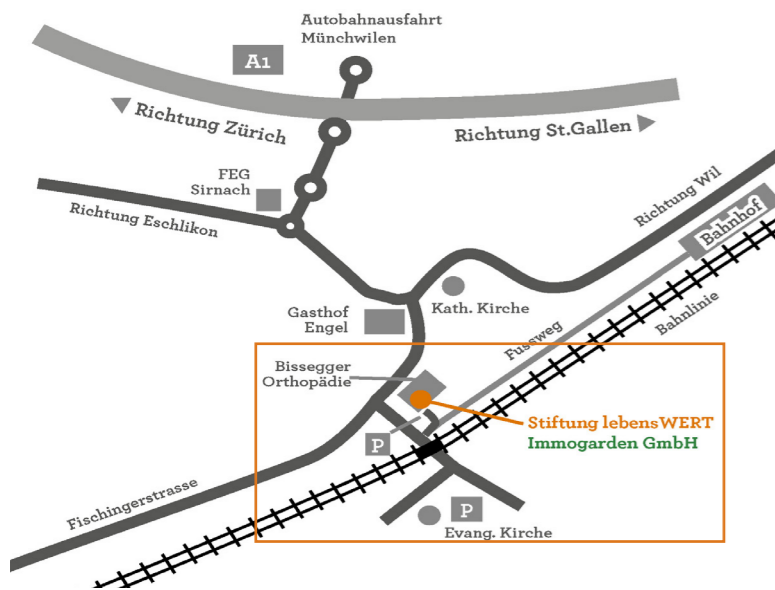 Autobahnausfahrt
Münchwilen
A1
Richtung Zürich
Richtung St.Gallen
FEG
Sirnach
Richtung Eschlikon
Richtung Wil
Bahnhof
Kath. Kirche
Gasthof
Engel
Fussweg
Bahnlinie
Bissegger
Orthopädie
Stiftung lebensWERT
Immogarden GmbH
P
Fischingerstrasse
P
Evang. Kirche